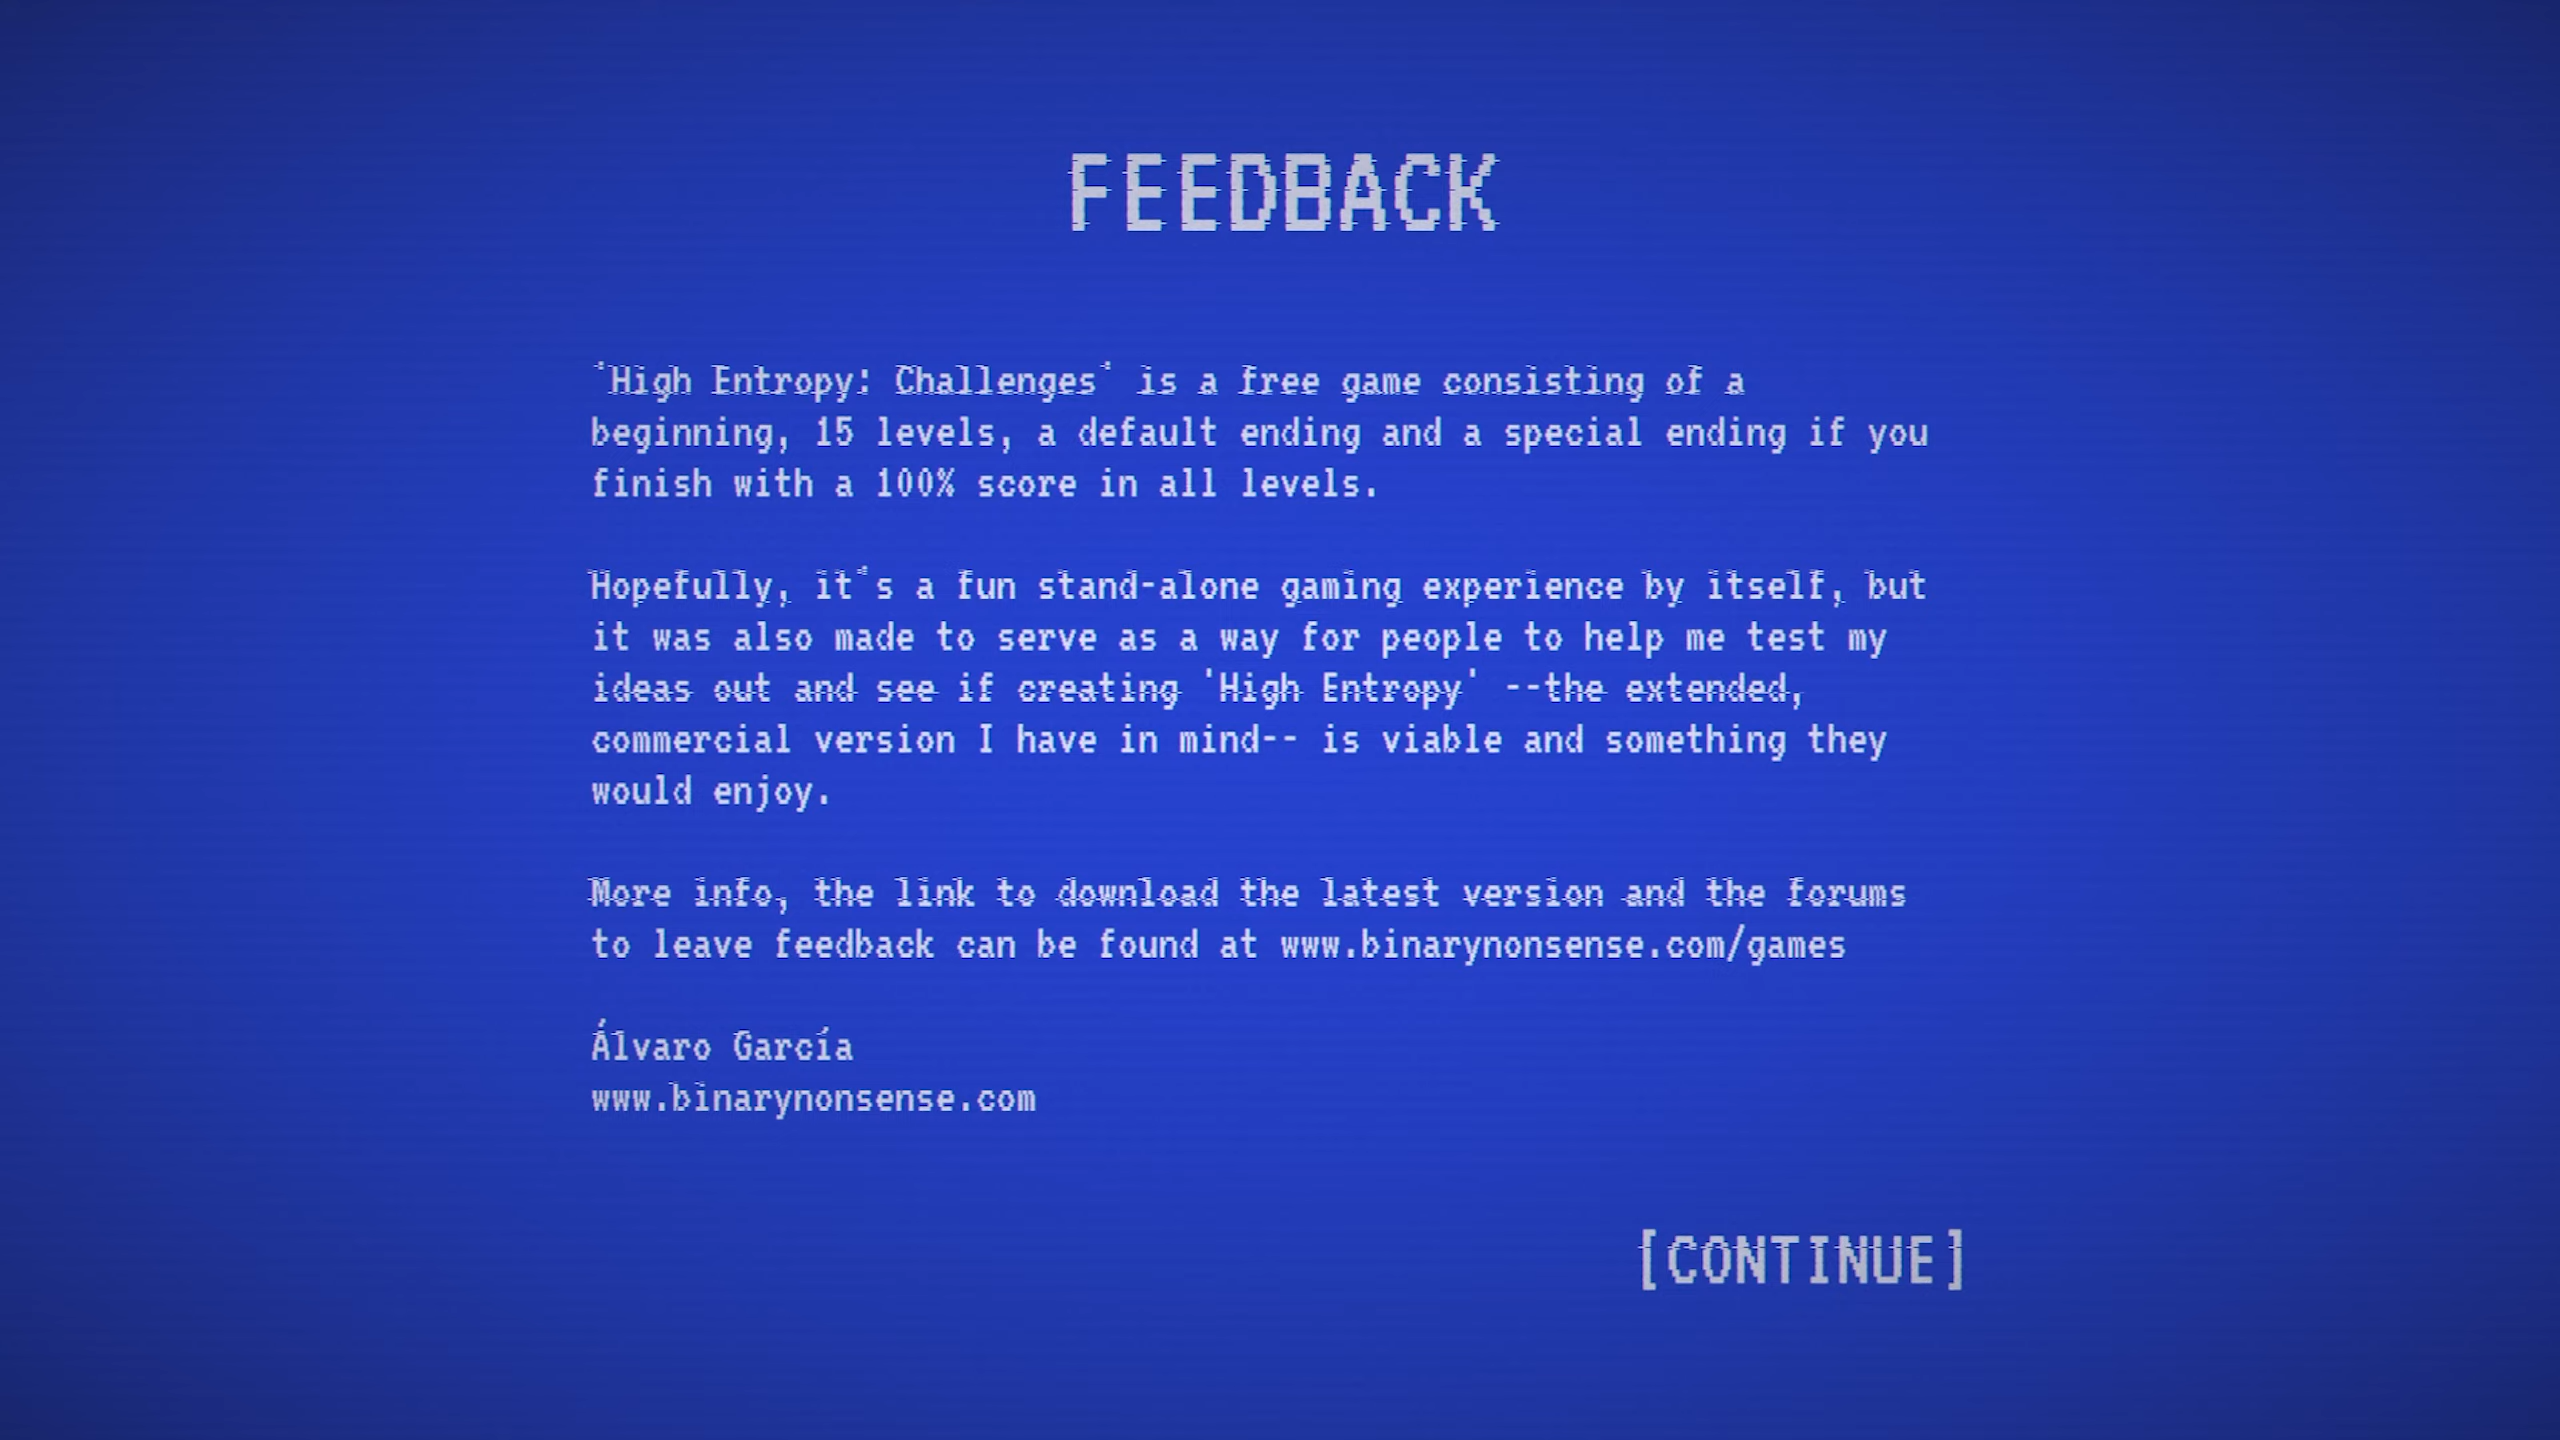 FEEDBACK
'High Entropy: Challenges' is a free game consisting of a
beginning, 15 levels, a default ending and a special ending if you
finish with a 100% score in all levels.
Hopefully, it's a fun stand-alone gaming experience by itself, but
it was also made to serve as a way for people to help me test my
ideas out and see if creating 'High Entropy' --the extended,
commercial version I have in mind-- is viable and something they
would enjoy.
More info, the link to download the latest version and the forums
to leave feedback can be found at www.binarynonsense.com/games
Álvaro García
www.binarynonsense.com
[CONTINUE]